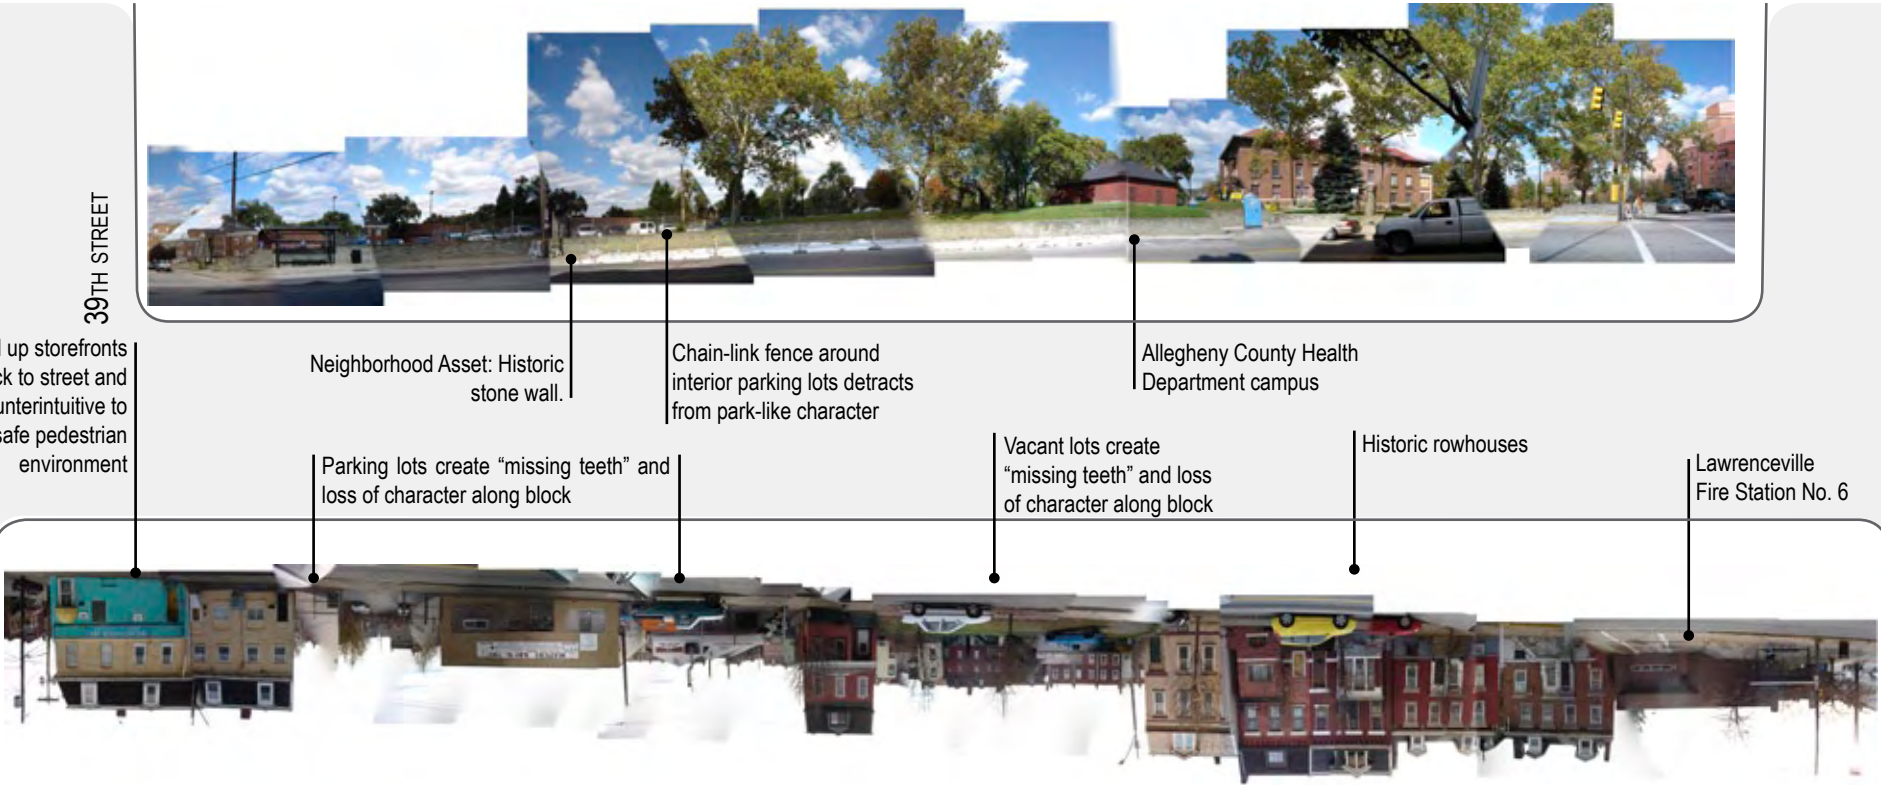 39TH STREET
up storefronts
to street and
to
safe pedestrian
environment
Neighborhood Asset: Historic
stone wall.
Chain-link fence around
interior parking lots detracts
from park-like character
Allegheny County Health
Department campus
Parking lots create “missing teeth” and
loss of character along block
Vacant lots create
“missing teeth” and loss
of character along block
Historic rowhouses
Lawrenceville
Fire Station No. 6